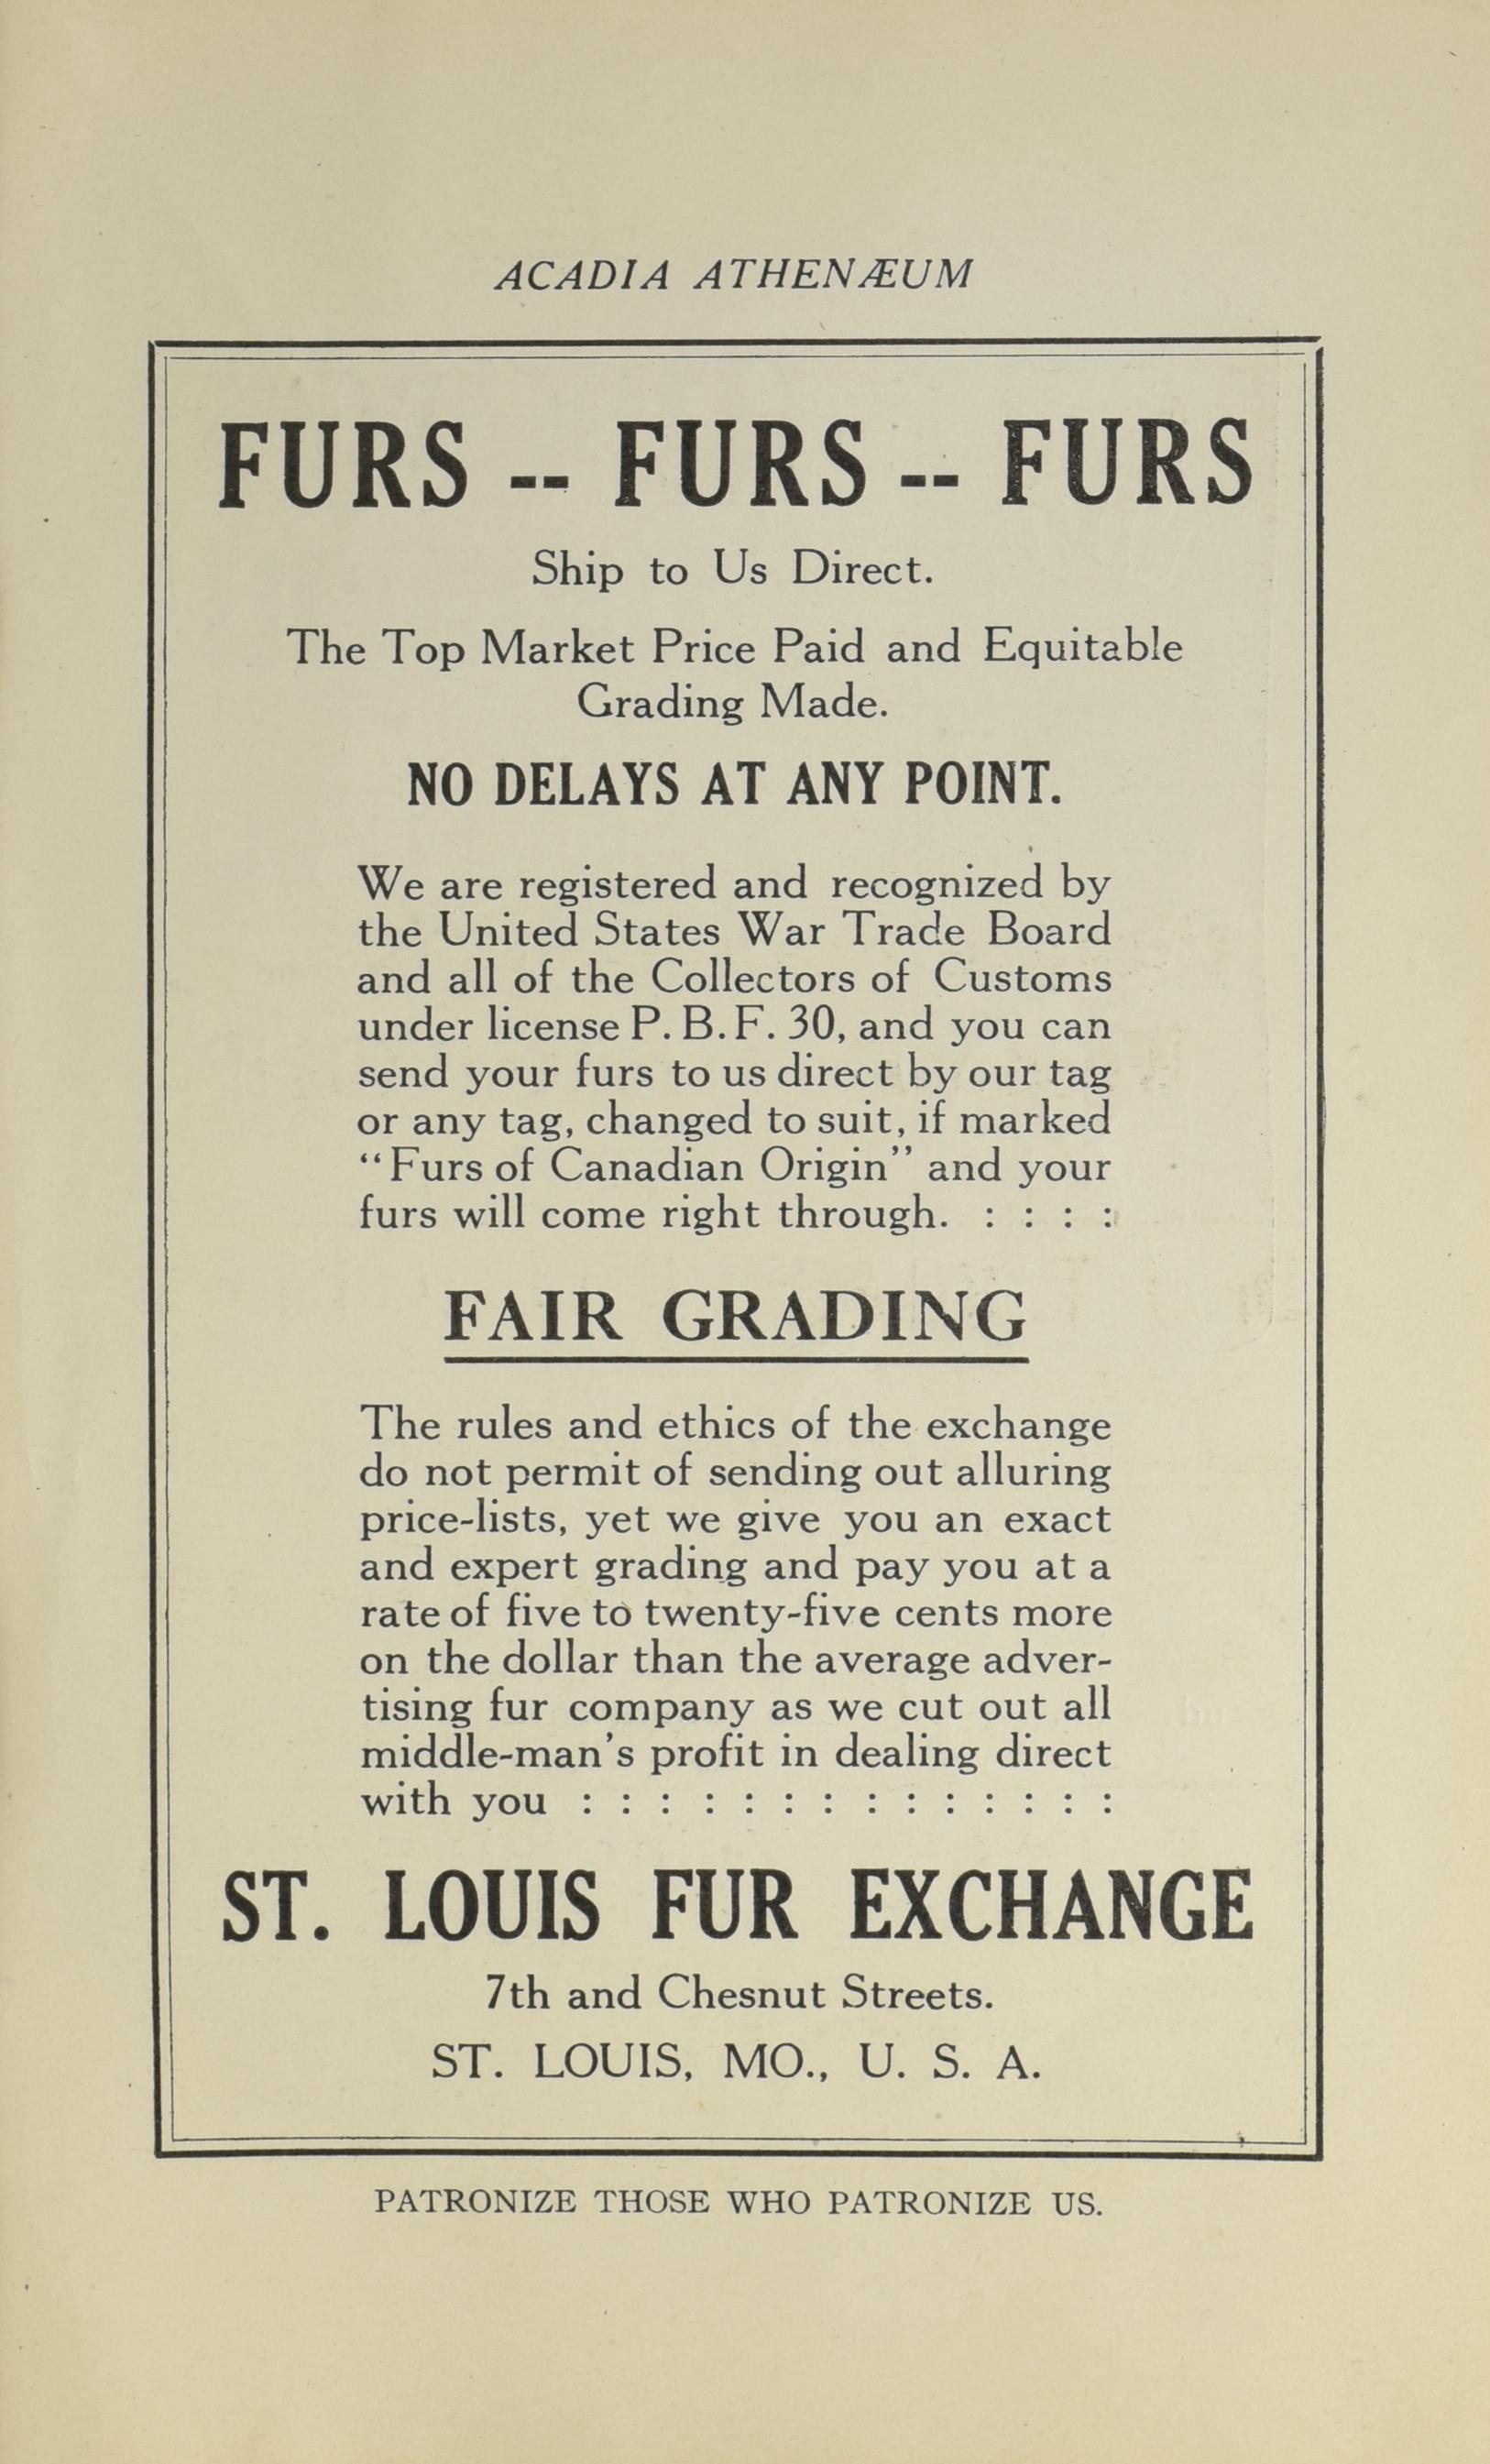 ACADIA ATHENÆUM
FURS -- FURS -- FURS
Ship to Us Direct.
The Top Market Price Paid and Equitable
Grading Made.
NO DELAYS AT ANY POINT.
We are registered and recognized by
the United States War Trade Board
and all of the Collectors of Customs
under license P. B. F. 30, and you can
send your furs to us direct by our tag
or any tag, changed to suit, if marked
“Furs of Canadian Origin” and your
furs will come right through. : : : :
FAIR GRADING
The rules and ethics of the exchange
do not permit of sending out alluring
price-lists, yet we give you an exact
and expert grading and pay you at a
rate of five to twenty-five cents more
on the dollar than the average adver-
tising fur company as we cut out all
middle-man's profit in dealing direct
with you : : : : : : : : : : : : : :
ST. LOUIS FUR EXCHANGE
7th and Chesnut Streets.
ST. LOUIS, MO., U. S. A.
PATRONIZE THOSE WHO PATRONIZE US.